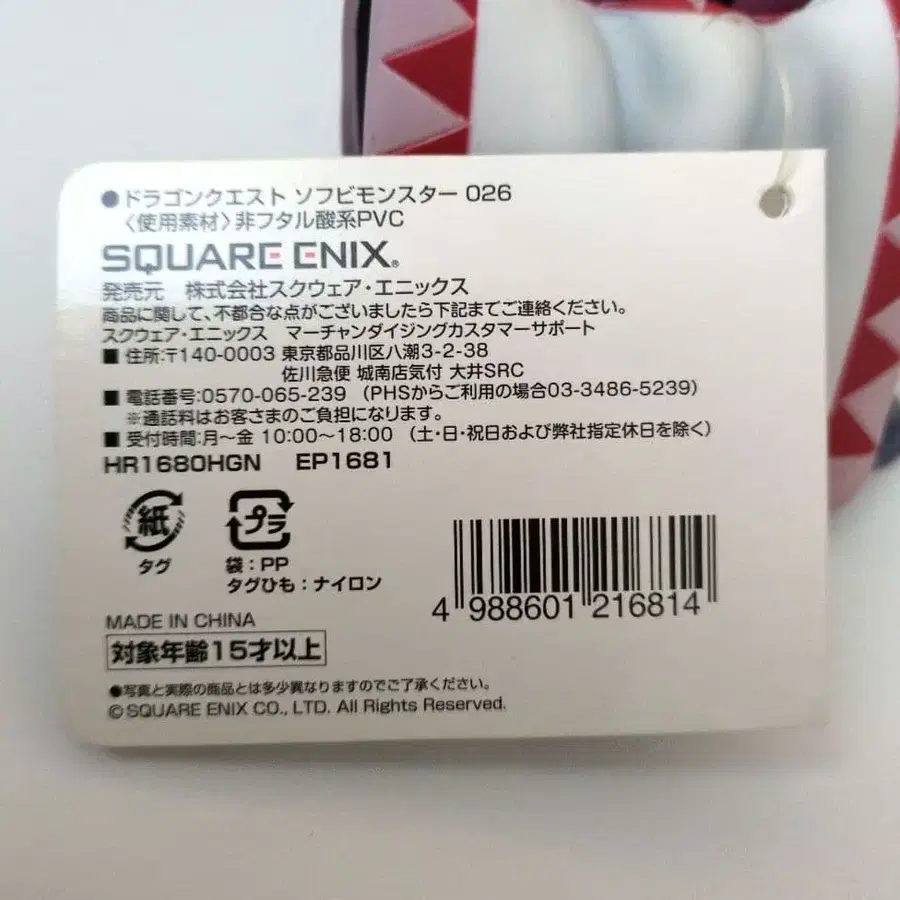 ●ドラゴンクエスト ソフビモンスター 026
〈使用素材〉非フタル酸系PVC
SQUARE ENIX®
発売元 株式会社スクウェア・エニックス
商品に関して、不都合な点がございましたら下記までご連絡ください。
スクウェア・エニックス マーチャンダイジングカスタマーサポート
■ 住所:〒140-0003 東京都品川区八潮3-2-38
佐川急便 城南店気付 大井SRC
■ 電話番号:0570-065-239 (PHSからご利用の場合03-3486-5239)
※通話料はお客さまのご負担になります。
■ 受付時間:月〜金 10:00〜18:00 (土・日・祝日および弊社指定休日を除く)
HR1680HGN EP1681
紙
タグ
プラ
袋：PP
タグひも：ナイロン
4 988601 216814
MADE IN CHINA
対象年齢15才以上
●写真と実際の商品とは多少異なりますのでご了承ください。
© SQUARE ENIX CO., LTD. All Rights Reserved.